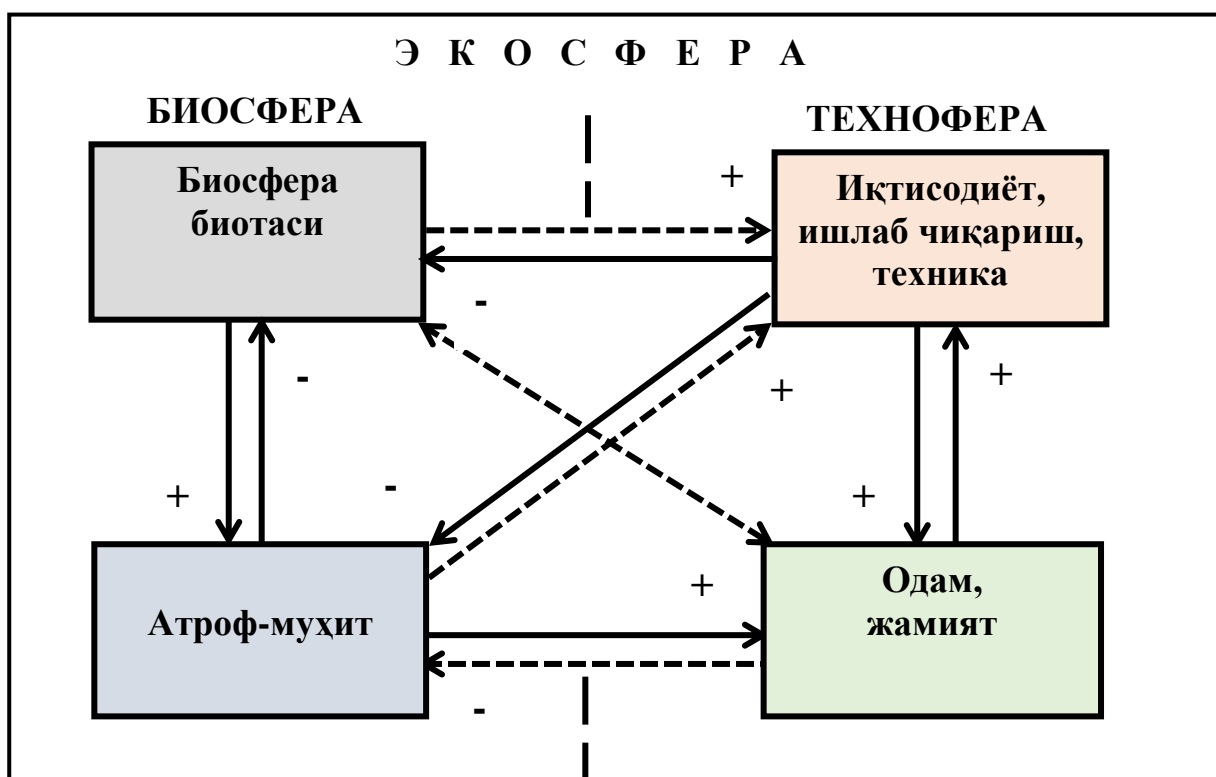 Э К О С Ф Е Р А
БИОСФЕРА
ТЕХНОФЕРА
Биосфера
биотаси
+
Иқтисодиёт,
ишлаб чиқариш,
техника
-
-
+
+
+
-
+
Атроф-муҳит
+
Одам,
жамият
-